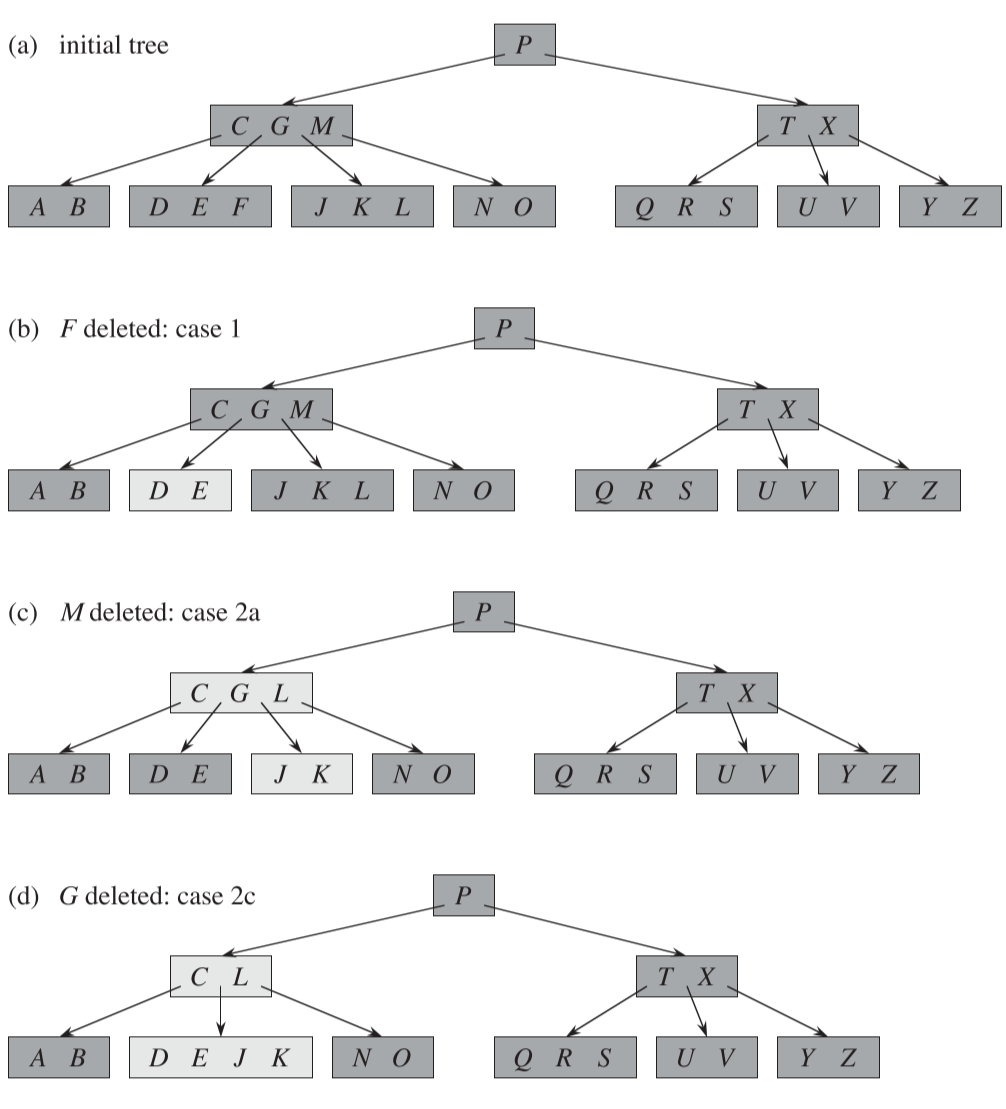 (a) initial tree
P
C G M
T X
A B
D E F
J K L
N O
Q R S
U V
Y Z
(b) F deleted: case 1
P
C G M
T X
A B
D E
J K L
N O
Q R S
U V
Y Z
(c) M deleted: case 2a
P
C G L
T X
A B
D E
J K
N O
Q R S
U V
Y Z
(d) G deleted: case 2c
P
C L
T X
A B
D E J K
N O
Q R S
U V
Y Z